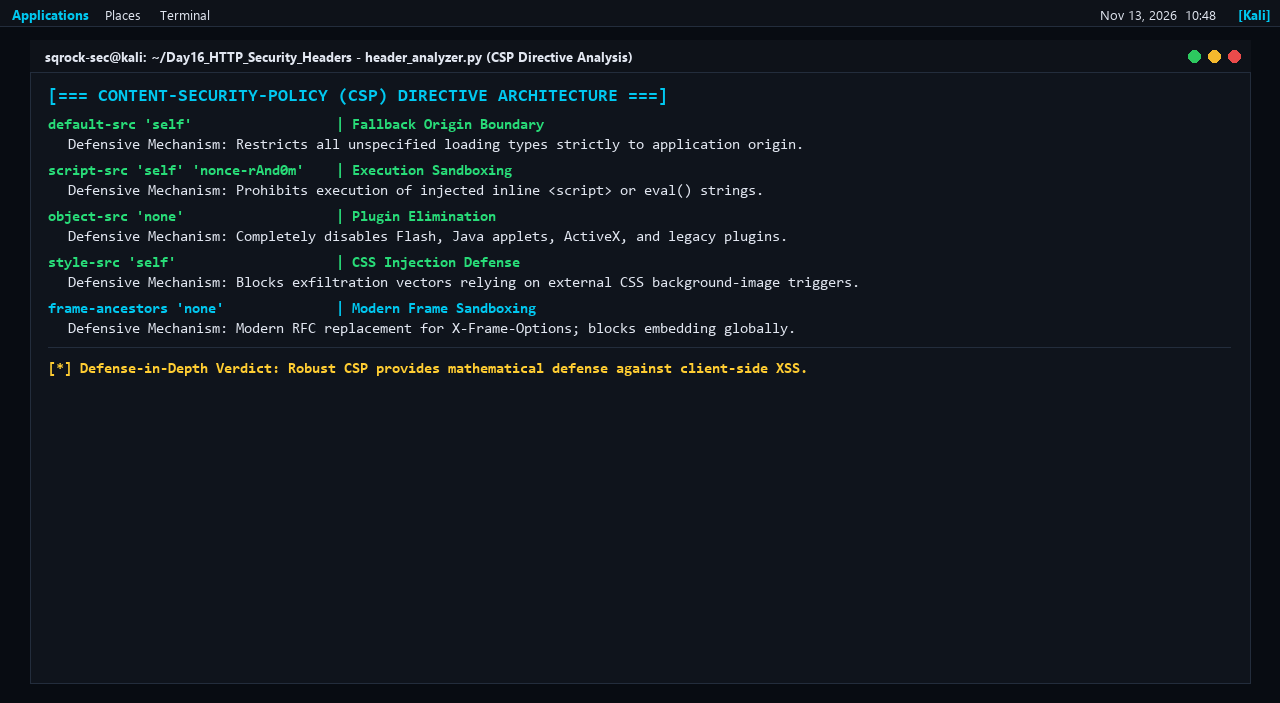 Applications Places Terminal Nov 13, 2026 10:48 [Kali]
sqrock-sec@kali: ~/Day16_HTTP_Security_Headers - header_analyzer.py (CSP Directive Analysis)
[=== CONTENT-SECURITY-POLICY (CSP) DIRECTIVE ARCHITECTURE ===]
default-src 'self' | Fallback Origin Boundary
Defensive Mechanism: Restricts all unspecified loading types strictly to application origin.
script-src 'self' 'nonce-rAnd0m' | Execution Sandboxing
Defensive Mechanism: Prohibits execution of injected inline <script> or eval() strings.
object-src 'none' | Plugin Elimination
Defensive Mechanism: Completely disables Flash, Java applets, ActiveX, and legacy plugins.
style-src 'self' | CSS Injection Defense
Defensive Mechanism: Blocks exfiltration vectors relying on external CSS background-image triggers.
frame-ancestors 'none' | Modern Frame Sandboxing
Defensive Mechanism: Modern RFC replacement for X-Frame-Options; blocks embedding globally.
[*] Defense-in-Depth Verdict: Robust CSP provides mathematical defense against client-side XSS.